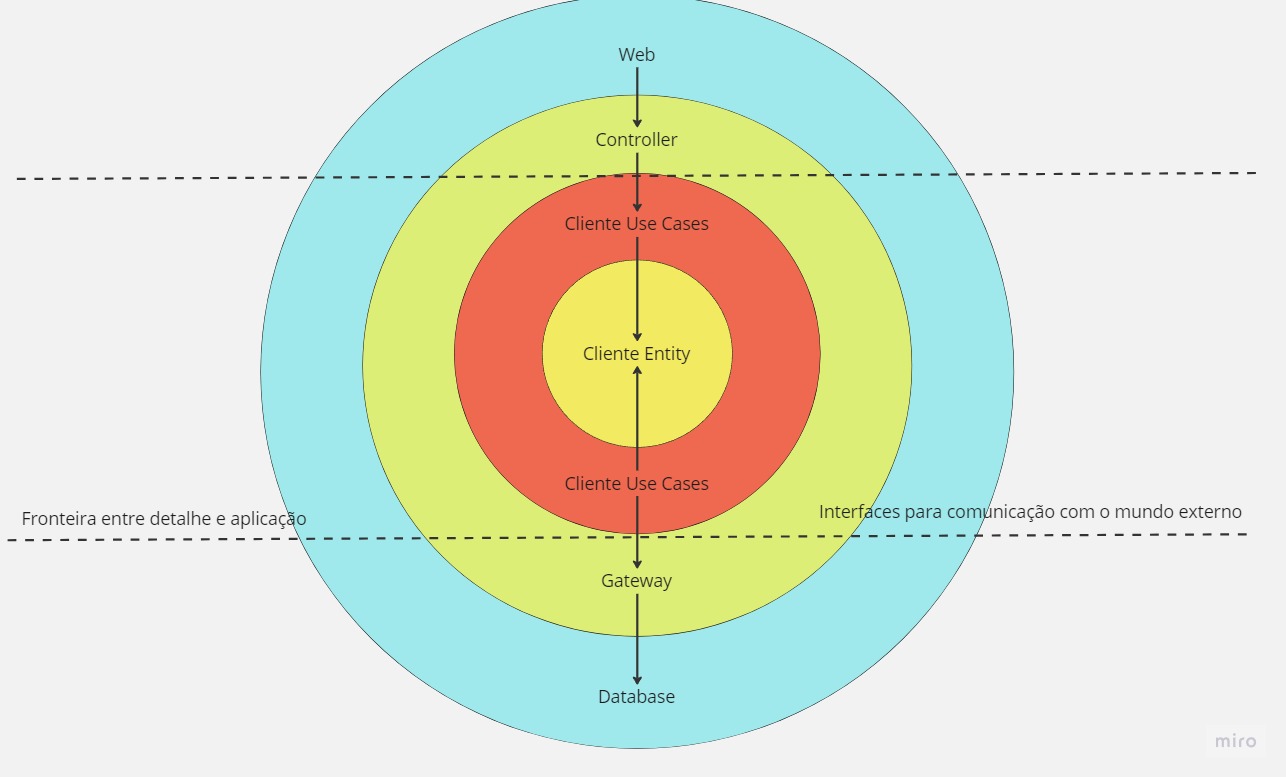 Web
Controller
Cliente Use Cases
Cliente Entity
Cliente Use Cases
Fronteira entre detalhe e aplicação
Interfaces para comunicação com o mundo externo
Gateway
Database
miro